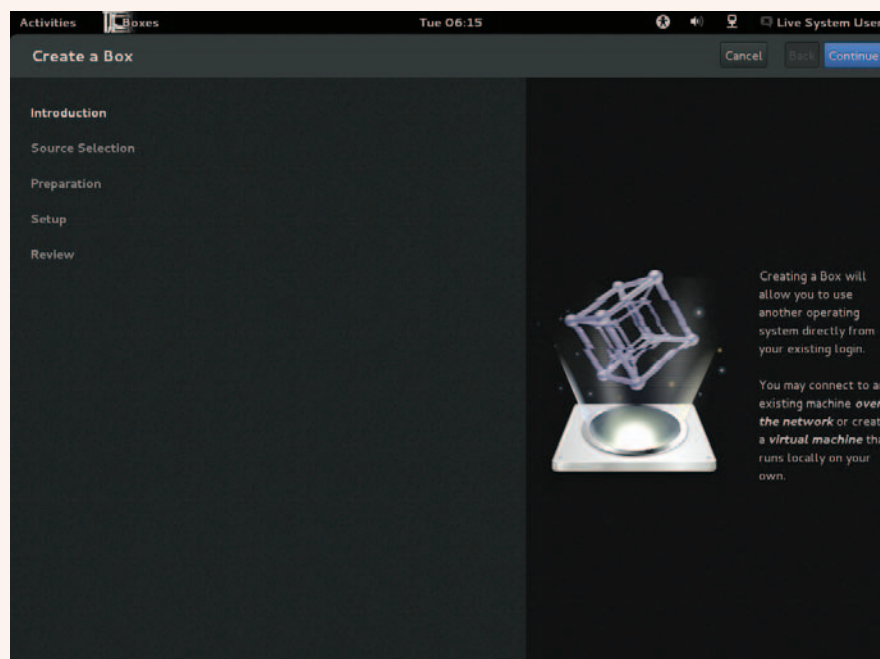 Activities Boxes Tue 06:15 Live System User
Create a Box Cancel Back Continue
Introduction
Source Selection
Preparation
Setup
Review
Creating a Box will
allow you to use
another operating
system directly from
your existing login.
You may connect to a
existing machine over
the network or creat
a virtual machine tha
runs locally on your
own.